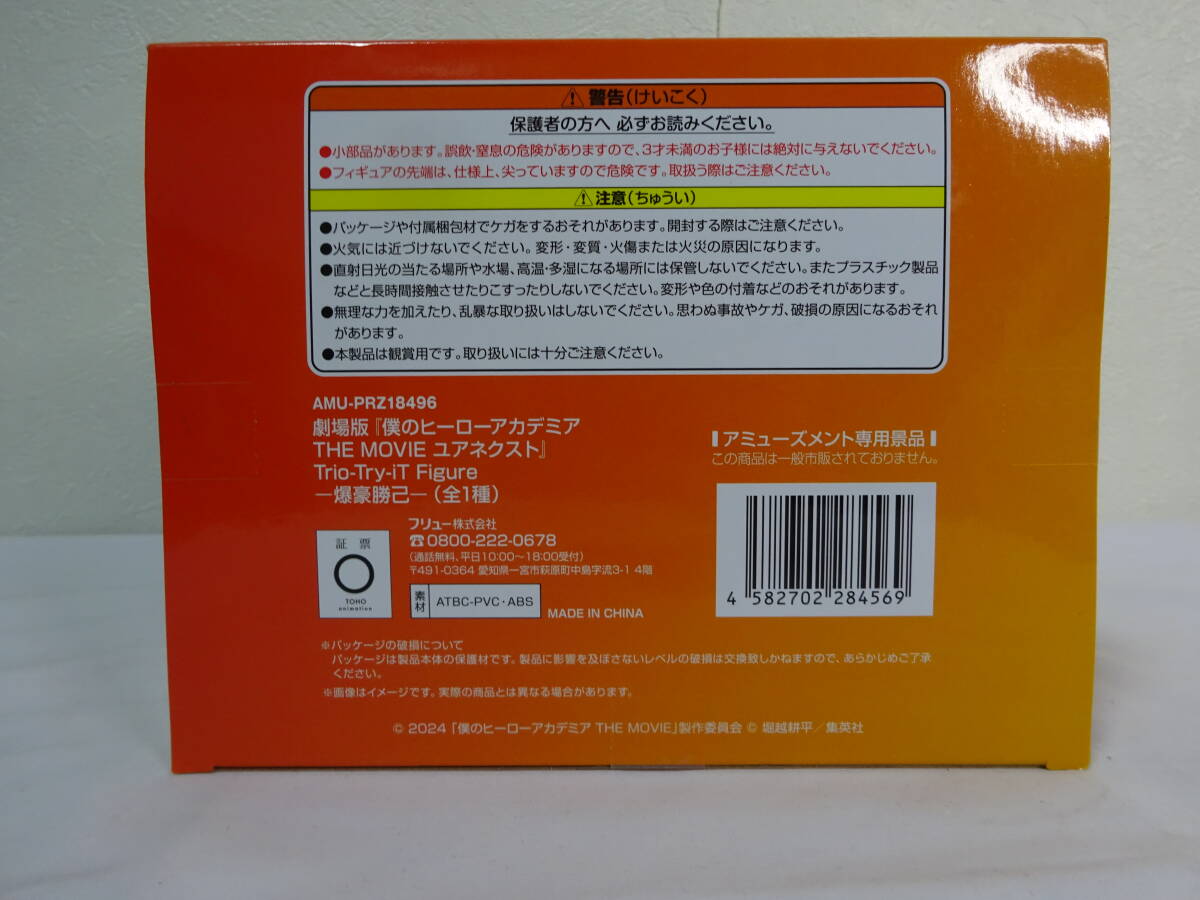 ⚠警告(けいこく)
保護者の方へ 必ずお読みください。
●小部品があります。誤飲・窒息の危険がありますので、3才未満のお子様には絶対に与えないでください。
●フィギュアの先端は、仕様上、尖っていますので危険です。取扱う際はご注意ください。
⚠注意(ちゅうい)
●パッケージや付属梱包材でケガをするおそれがあります。開封する際はご注意ください。
●火気には近づけないでください。変形・変質・火傷または火災の原因になります。
●直射日光の当たる場所や水場、高温・多湿になる場所には保管しないでください。またプラスチック製品
などと長時間接触させたりこすったりしないでください。変形や色の付着などのおそれがあります。
●無理な力を加えたり、乱暴な取り扱いはしないでください。思わぬ事故やケガ、破損の原因になるおそれ
があります。
●本製品は観賞用です。取り扱いには十分ご注意ください。
AMU-PRZ18496
劇場版『僕のヒーローアカデミア
THE MOVIE ユアネクスト』
Trio-Try-iT Figure
―爆豪勝己―(全1種)
アミューズメント専用景品
この商品は一般市販されておりません。
証票
TOHO
animation
フリュー株式会社
☎0800-222-0678
(通話無料、平日10:00~18:00受付)
〒491-0364 愛知県一宮市萩原町中島字流3-1 4階
素材 ATBC-PVC・ABS
MADE IN CHINA
4 582702 284569
※パッケージの破損について
パッケージは製品本体の保護材です。製品に影響を及ぼさないレベルの破損は交換致しかねますので、あらかじめご了承
ください。
※画像はイメージです。実際の商品とは異なる場合があります。
© 2024「僕のヒーローアカデミア THE MOVIE」製作委員会 © 堀越耕平/集英社